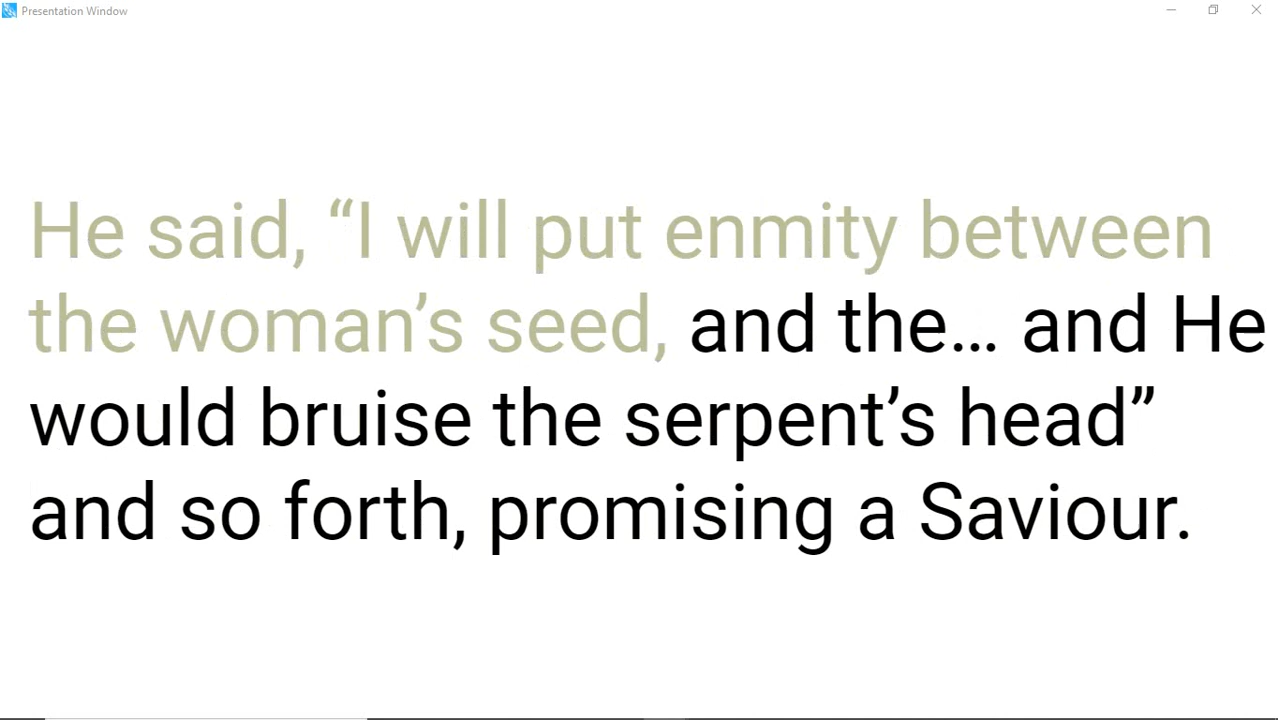 Presentation Window
He said, “I will put enmity between
the woman’s seed, and the… and He
would bruise the serpent’s head”
and so forth, promising a Saviour.